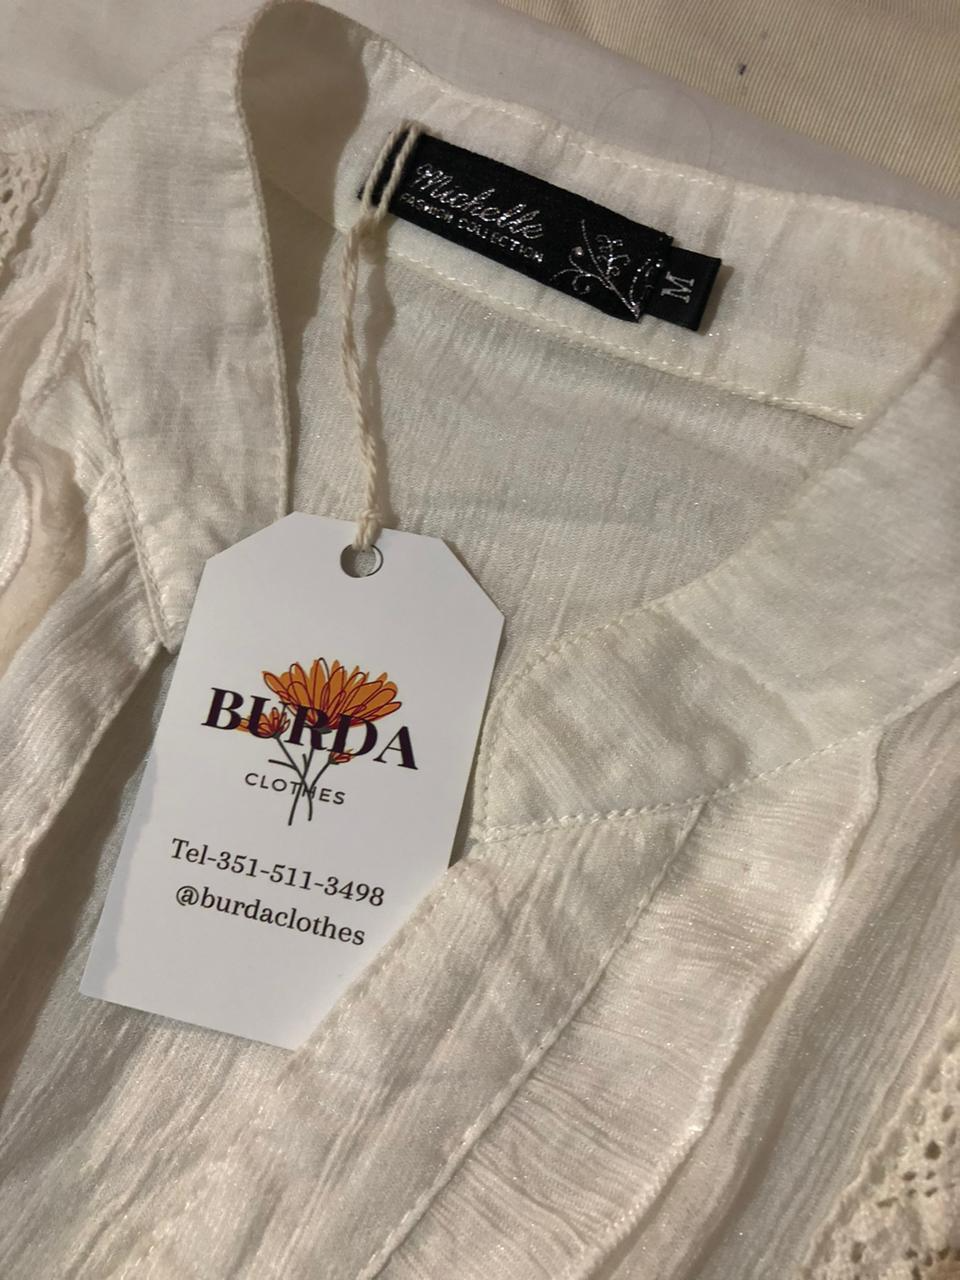 Michelle
FASHION COLLECTION
M
BURDA
CLOTHES
Tel-351-511-3498
@burdaclothes